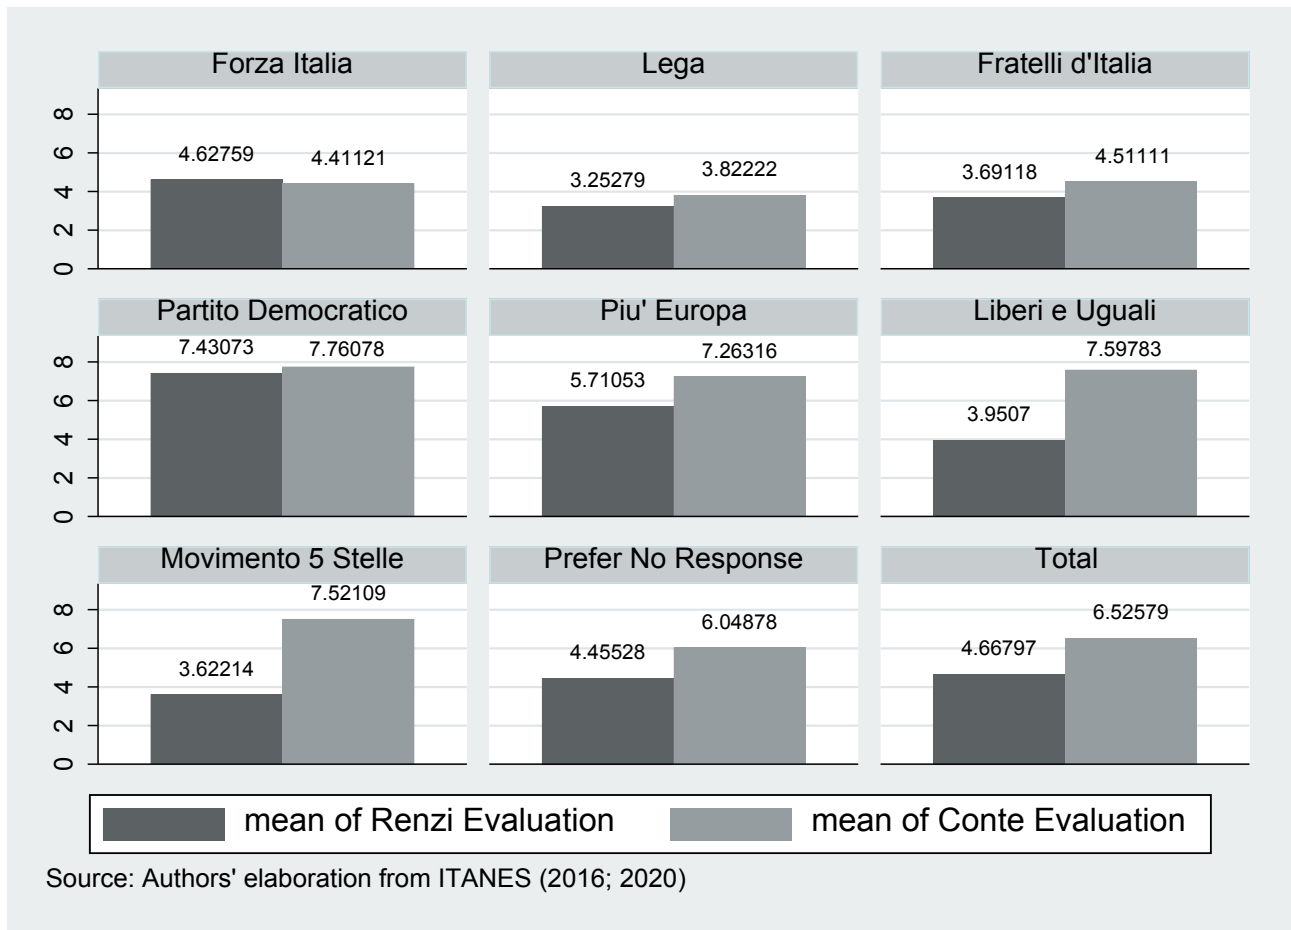 Forza Italia
Lega
Fratelli d'Italia
8
6
4
2
0
4.62759
4.41121
3.25279
3.82222
3.69118
4.51111
Partito Democratico
Piu' Europa
Liberi e Uguali
8
6
4
2
0
7.43073
7.76078
5.71053
7.26316
3.9507
7.59783
Movimento 5 Stelle
Prefer No Response
Total
8
6
4
2
0
3.62214
7.52109
4.45528
6.04878
4.66797
6.52579
mean of Renzi Evaluation
mean of Conte Evaluation
Source: Authors' elaboration from ITANES (2016; 2020)